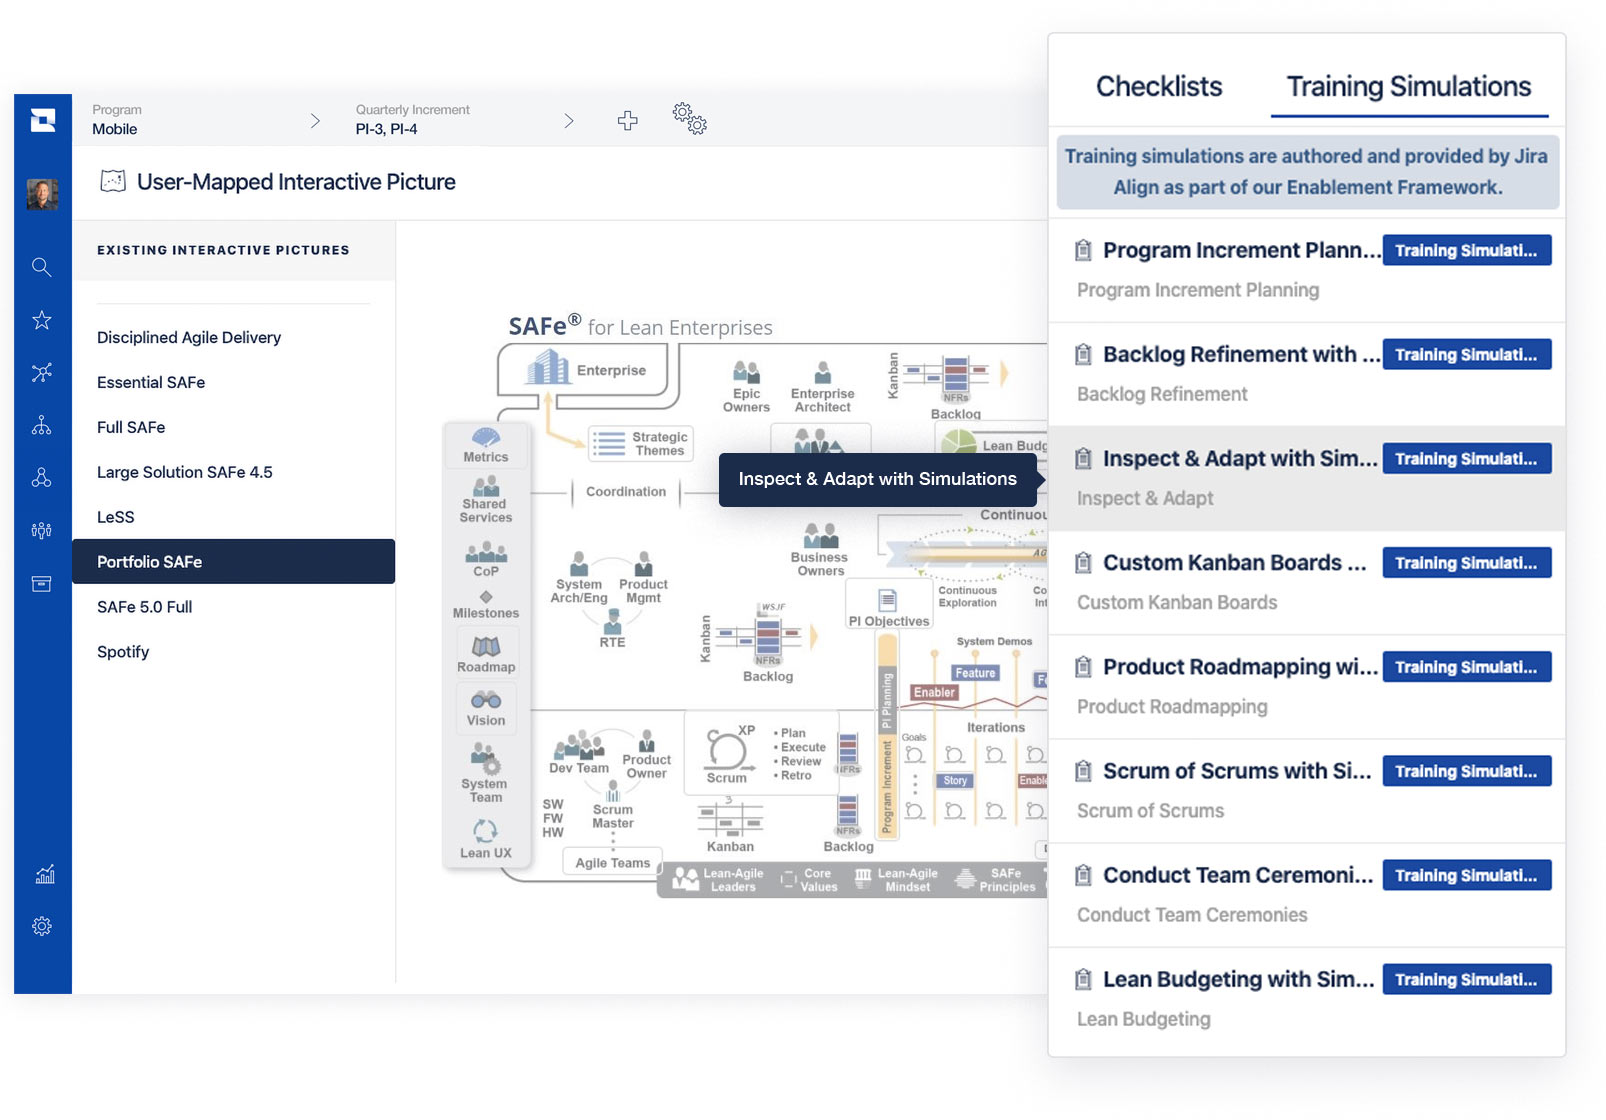 Program
Mobile
Quarterly Increment
PI-3, PI-4
User-Mapped Interactive Picture
EXISTING INTERACTIVE PICTURES
Disciplined Agile Delivery
Essential SAFe
Full SAFe
Large Solution SAFe 4.5
LeSS
Portfolio SAFe
SAFe 5.0 Full
Spotify
SAFe® for Lean Enterprises
Enterprise
Epic
Owners
Enterprise
Architect
Kanban
NFRs
Backlog
Strategic
Themes
Lean Budg
Metrics
Shared
Services
CoP
Milestones
Roadmap
Vision
System
Team
Lean UX
Coordination
Inspect & Adapt with Simulations
Continuou
Business
Owners
AG
Continuous
Exploration
Co
Int
System
Arch/Eng
Product
Mgmt
RTE
Kanban
WSJF
NFRs
Backlog
PI Objectives
System Demos
Feature
Fe
Enabler
PI Planning
Program Increment
Iterations
Goals
Story
Enable
Dev Team
Product
Owner
Scrum
Master
SW
FW
HW
Agile Teams
XP
Scrum
• Plan
• Execute
• Review
• Retro
NFRs
3
Kanban
NFRs
Backlog
Lean-Agile
Leaders
Core
Values
Lean-Agile
Mindset
SAFe
Principles
Checklists
Training Simulations
Training simulations are authored and provided by Jira
Align as part of our Enablement Framework.
Program Increment Plann... Training Simulati...
Program Increment Planning
Backlog Refinement with ... Training Simulati...
Backlog Refinement
Inspect & Adapt with Sim... Training Simulati...
Inspect & Adapt
Custom Kanban Boards ... Training Simulati...
Custom Kanban Boards
Product Roadmapping wi... Training Simulati...
Product Roadmapping
Scrum of Scrums with Si... Training Simulati...
Scrum of Scrums
Conduct Team Ceremoni... Training Simulati...
Conduct Team Ceremonies
Lean Budgeting with Sim... Training Simulati...
Lean Budgeting